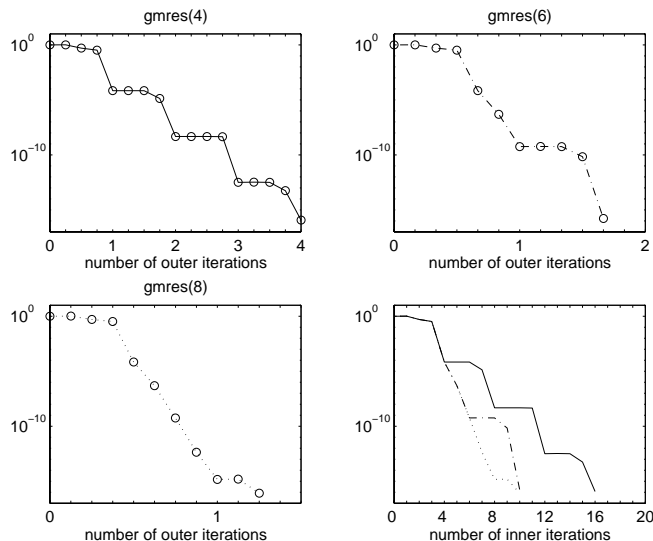 gmres(4)
10^0
10^-10
0 1 2 3 4
number of outer iterations
gmres(6)
10^0
10^-10
0 1 2
number of outer iterations
gmres(8)
10^0
10^-10
0 1
number of outer iterations
10^0
10^-10
0 4 8 12 16 20
number of inner iterations